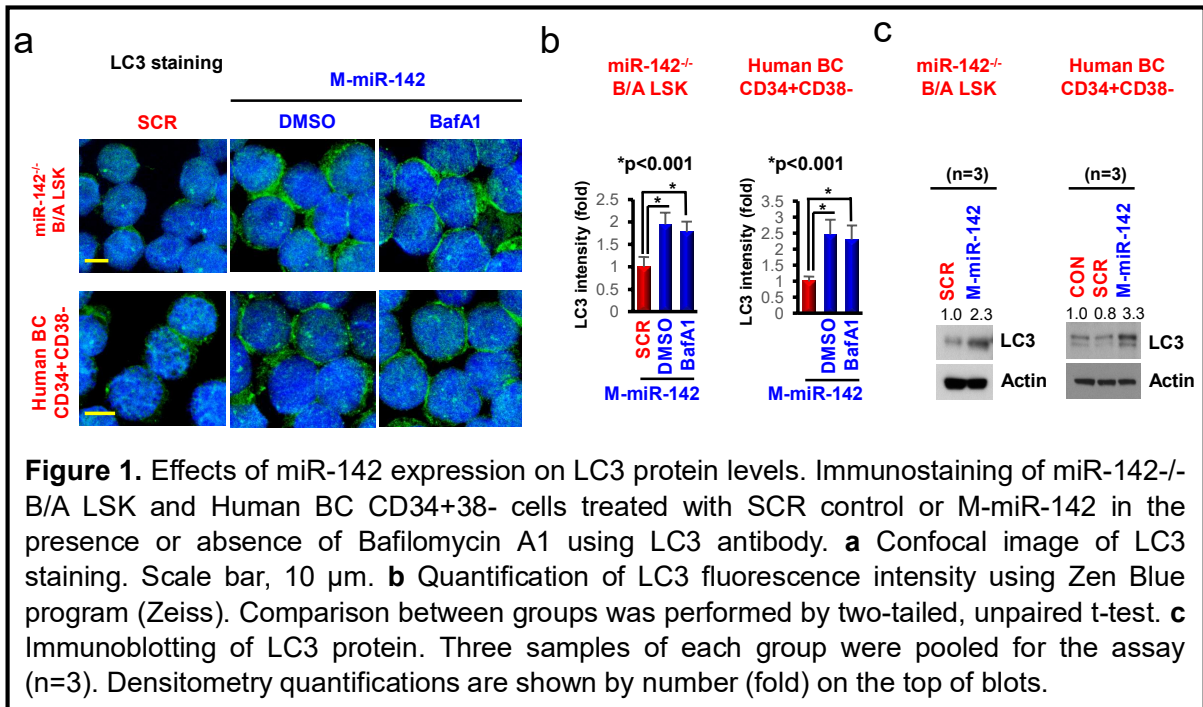 a
LC3 staining
M-miR-142
SCR
DMSO
BafA1
miR-142-/-
B/A LSK
Human BC
CD34+CD38-
b
miR-142-/-
B/A LSK
Human BC
CD34+CD38-
*p<0.001
*p<0.001
LC3 intensity (fold)
2.5
2
1.5
1
0.5
0
*
*
SCR
DMSO
BafA1
M-miR-142
LC3 intensity (fold)
3.5
3
2.5
2
1.5
1
0.5
0
*
*
DMSO
BafA1
M-miR-142
c
miR-142-/-
B/A LSK
Human BC
CD34+CD38-
(n=3)
(n=3)
SCR
M-miR-142
CON
SCR
M-miR-142
1.0 2.3
1.0 0.8 3.3
LC3
LC3
Actin
Actin
Figure 1. Effects of miR-142 expression on LC3 protein levels. Immunostaining of miR-142-/-
B/A LSK and Human BC CD34+38- cells treated with SCR control or M-miR-142 in the
presence or absence of Bafilomycin A1 using LC3 antibody. a Confocal image of LC3
staining. Scale bar, 10 µm. b Quantification of LC3 fluorescence intensity using Zen Blue
program (Zeiss). Comparison between groups was performed by two-tailed, unpaired t-test. c
Immunoblotting of LC3 protein. Three samples of each group were pooled for the assay
(n=3). Densitometry quantifications are shown by number (fold) on the top of blots.